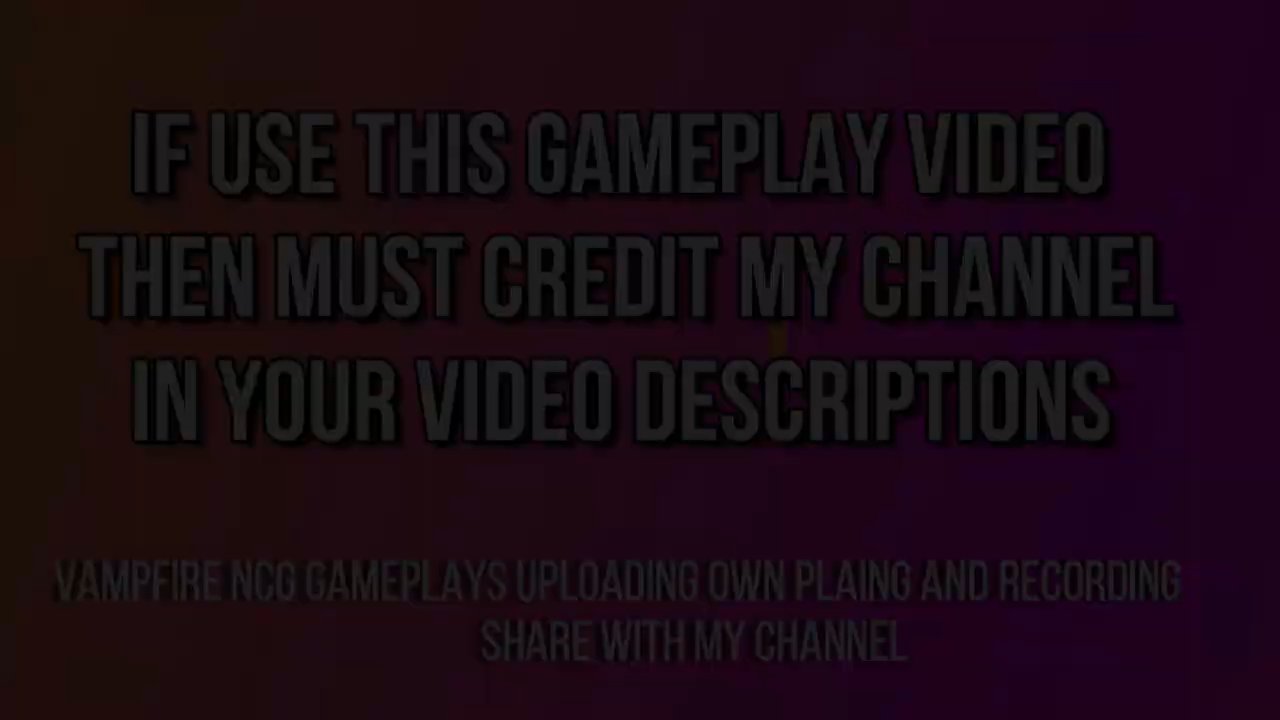 IF USE THIS GAMEPLAY VIDEO
THEN MUST CREDIT MY CHANNEL
IN YOUR VIDEO DESCRIPTIONS
VAMPFIRE NCG GAMEPLAYS UPLOADING OWN PLAING AND RECORDING
SHARE WITH MY CHANNEL